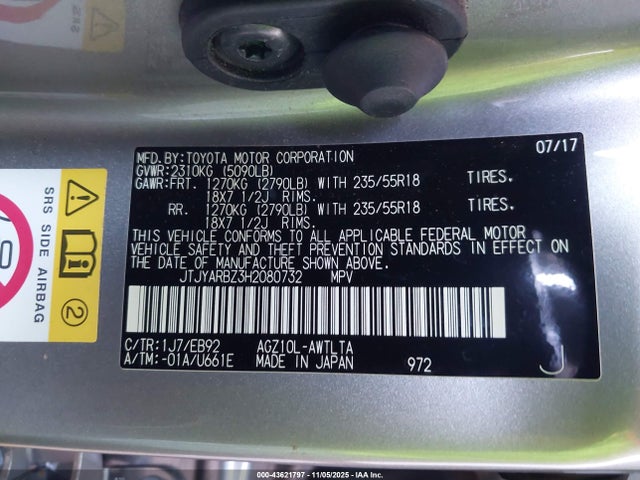 MFD.BY:TOYOTA MOTOR CORPORATION 07/17
GVWR:2310KG (5090LB)
GAWR:FRT. 1270KG (2790LB) WITH 235/55R18 TIRES.
18X7 1/2J RIMS.
RR. 1270KG (2790LB) WITH 235/55R18 TIRES.
18X7 1/2J RIMS.
THIS VEHICLE CONFORMS TO ALL APPLICABLE FEDERAL MOTOR
VEHICLE SAFETY AND THEFT PREVENTION STANDARDS IN EFFECT ON
THE DATE OF MANUFACTURE SHOWN ABOVE.
JTJYARBZ3H2080732 MPV
C/TR:1J7/EB92 AGZ10L-AWTLTA
A/TM:-01A/U661E MADE IN JAPAN 972
J
SRS SIDE AIRBAG
2
SRS
00-43621797 - 11/05/2025 - IAA Inc.